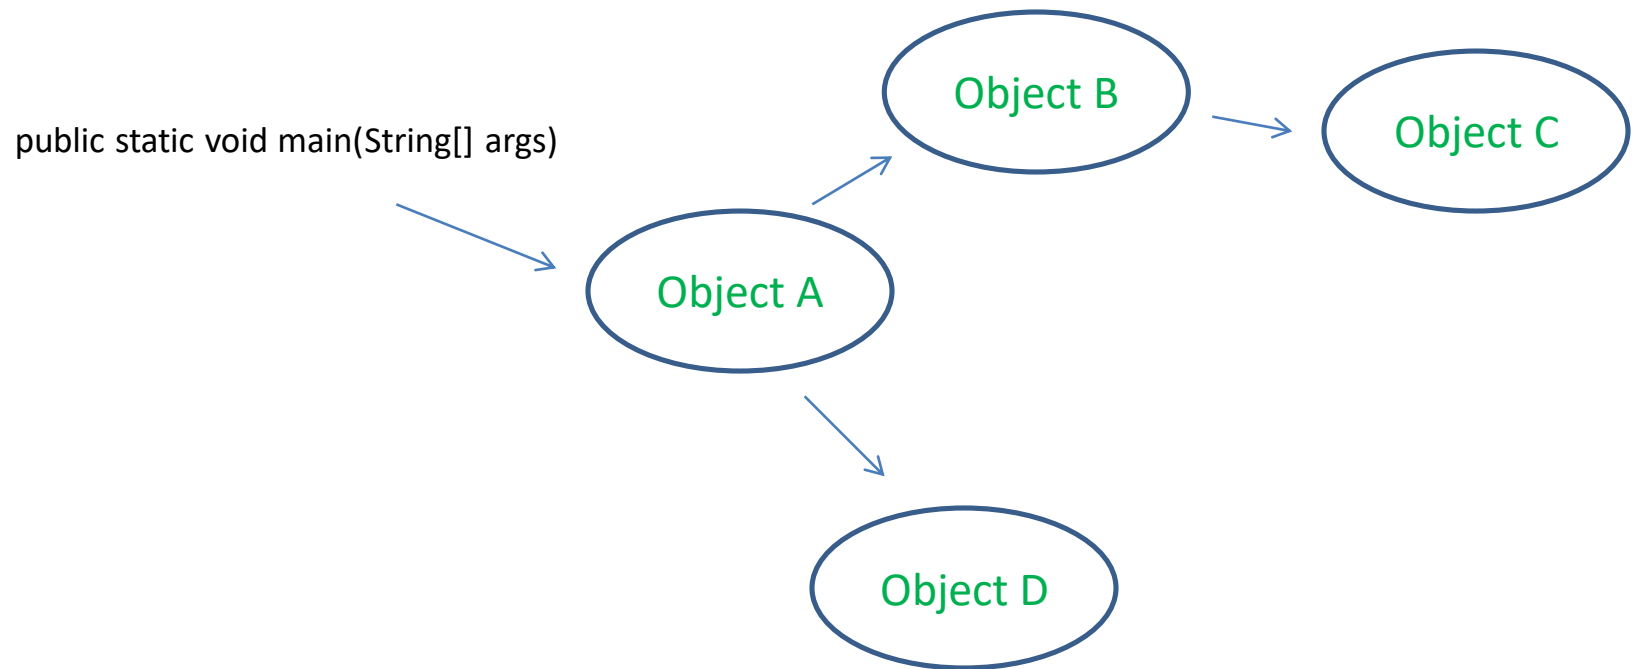 public static void main(String[] args)
Object B
Object C
Object A
Object D